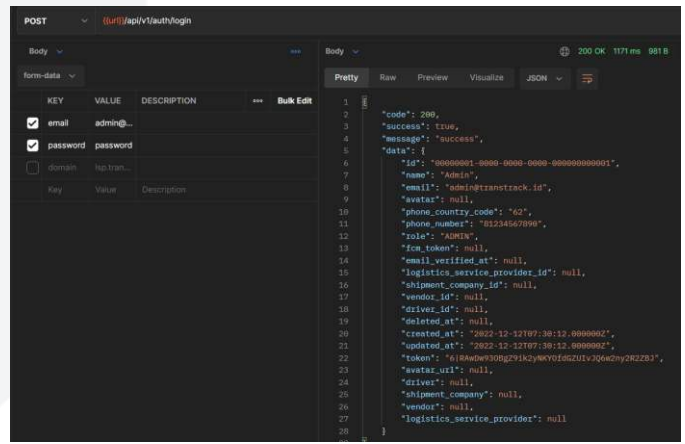 POST {{url}}/api/v1/auth/login
Body
form-data
KEY VALUE DESCRIPTION Bulk Edit
email admin@...
password password
domain lsp.tran...
Key Value Description
Body 200 OK 1171 ms 981 B
Pretty Raw Preview Visualize JSON
1 {
2 "code": 200,
3 "success": true,
4 "message": "success",
5 "data": {
6 "id": "00000001-0000-0000-0000-000000000001",
7 "name": "Admin",
8 "email": "admin@transtrack.id",
9 "avatar": null,
10 "phone_country_code": "62",
11 "phone_number": "81234567890",
12 "role": "ADMIN",
13 "fcm_token": null,
14 "email_verified_at": null,
15 "logistics_service_provider_id": null,
16 "shipment_company_id": null,
17 "vendor_id": null,
18 "driver_id": null,
19 "deleted_at": null,
20 "created_at": "2022-12-12T07:30:12.000000Z",
21 "updated_at": "2022-12-12T07:30:12.000000Z",
22 "token":
23 "avatar_url": null,
24 "driver": null,
25 "shipment_company": null,
26 "vendor": null,
27 "logistics_service_provider": null
28 }